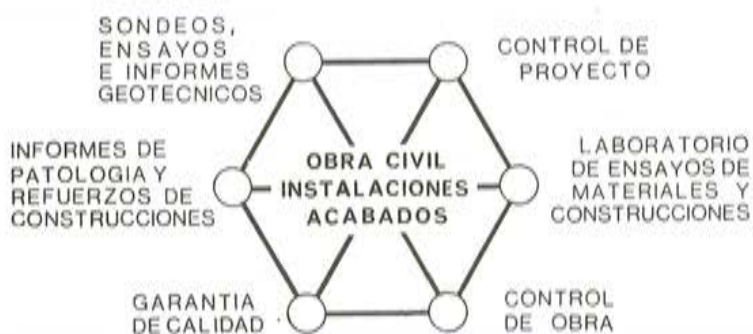 SONDEOS,
ENSAYOS
E INFORMES
GEOTECNICOS
CONTROL DE
PROYECTO
INFORMES DE
PATOLOGIA Y
REFUERZOS DE
CONSTRUCCIONES
OBRA CIVIL
INSTALACIONES
ACABADOS
LABORATORIO
DE ENSAYOS DE
MATERIALES Y
CONSTRUCCIONES
GARANTIA
DE CALIDAD
CONTROL
DE OBRA